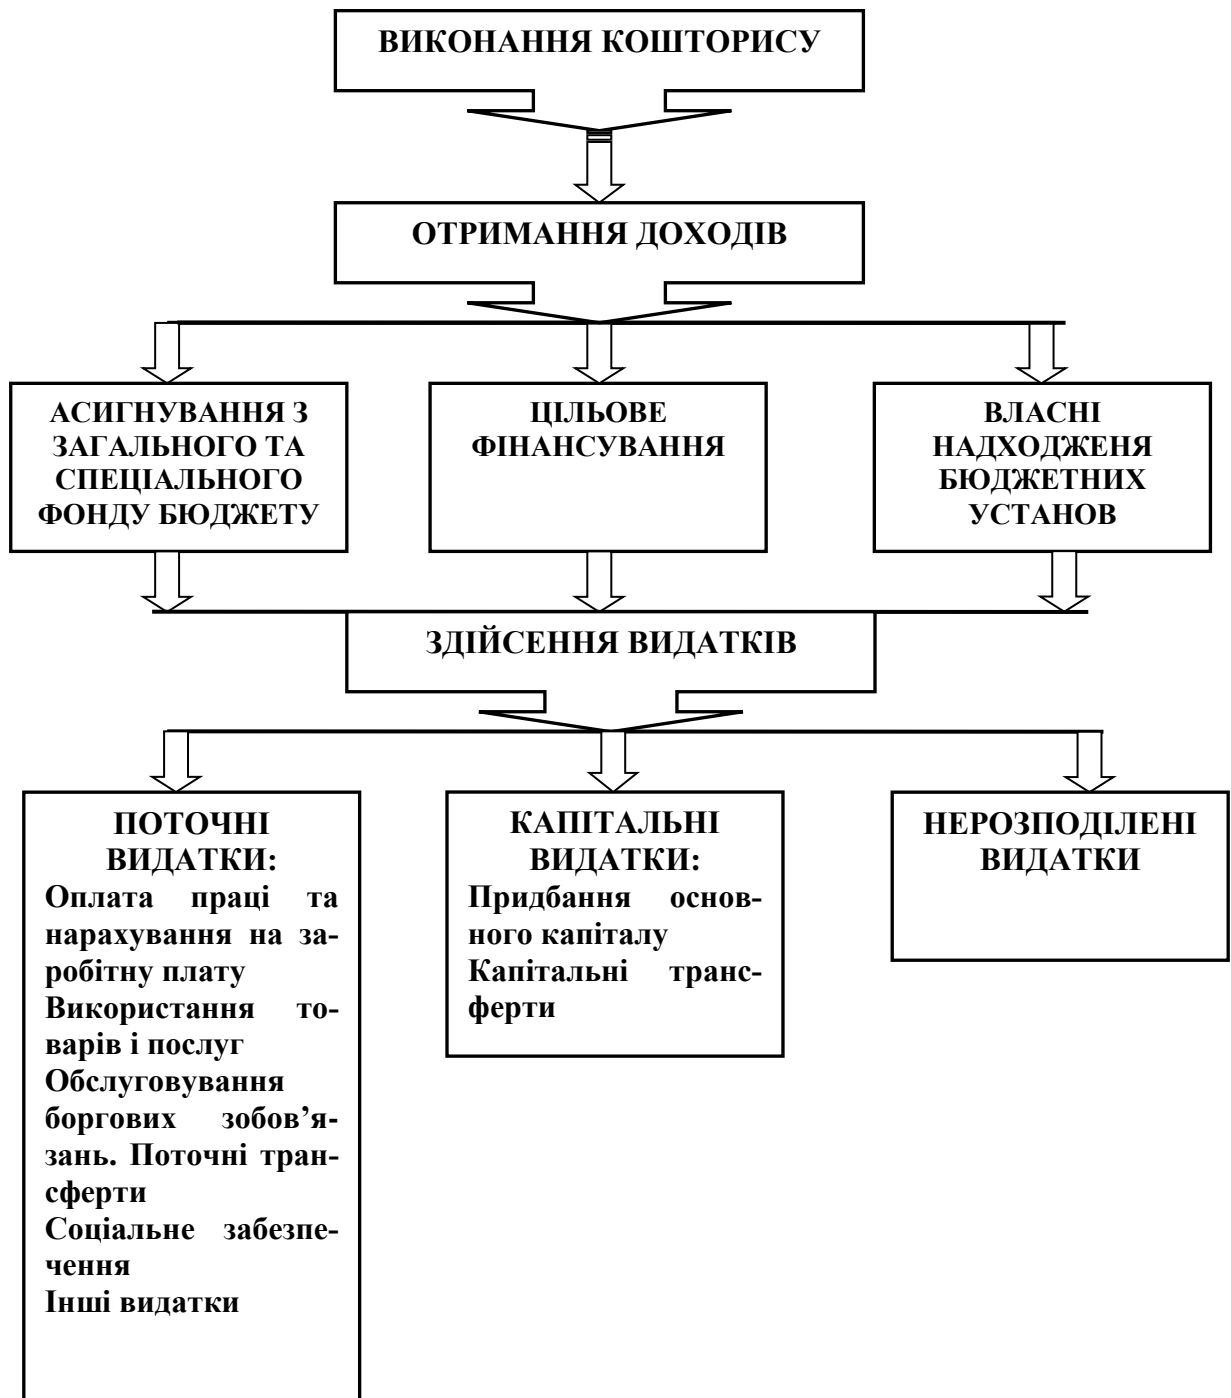 ВИКОНАННЯ КОШТОРИСУ
ОТРИМАННЯ ДОХОДІВ
АСИГНУВАННЯ З
ЗАГАЛЬНОГО ТА
СПЕЦІАЛЬНОГО
ФОНДУ БЮДЖЕТУ
ЦІЛЬОВЕ
ФІНАНСУВАННЯ
ВЛАСНІ
НАДХОДЖЕНЯ
БЮДЖЕТНИХ
УСТАНОВ
ЗДІЙСЕННЯ ВИДАТКІВ
ПОТОЧНІ
ВИДАТКИ:
Оплата праці та
нарахування на за-
робітну плату
Використання то-
варів і послуг
Обслуговування
боргових зобов’я-
зань. Поточні тран-
сферти
Соціальне забезпе-
чення
Інші видатки
КАПІТАЛЬНІ
ВИДАТКИ:
Придбання основ-
ного капіталу
Капітальні транс-
ферти
НЕРОЗПОДІЛЕНІ
ВИДАТКИ